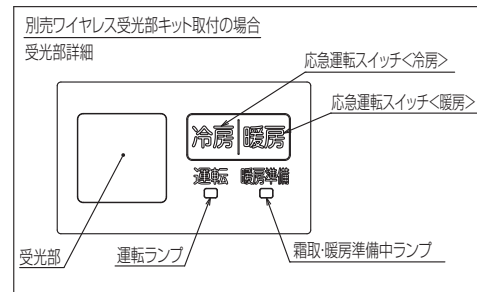 別売ワイヤレス受光部キット取付の場合
受光部詳細
応急運転スイッチ<冷房>
応急運転スイッチ<暖房>
冷房 暖房
運転 暖房準備
受光部
運転ランプ
霜取・暖房準備中ランプ